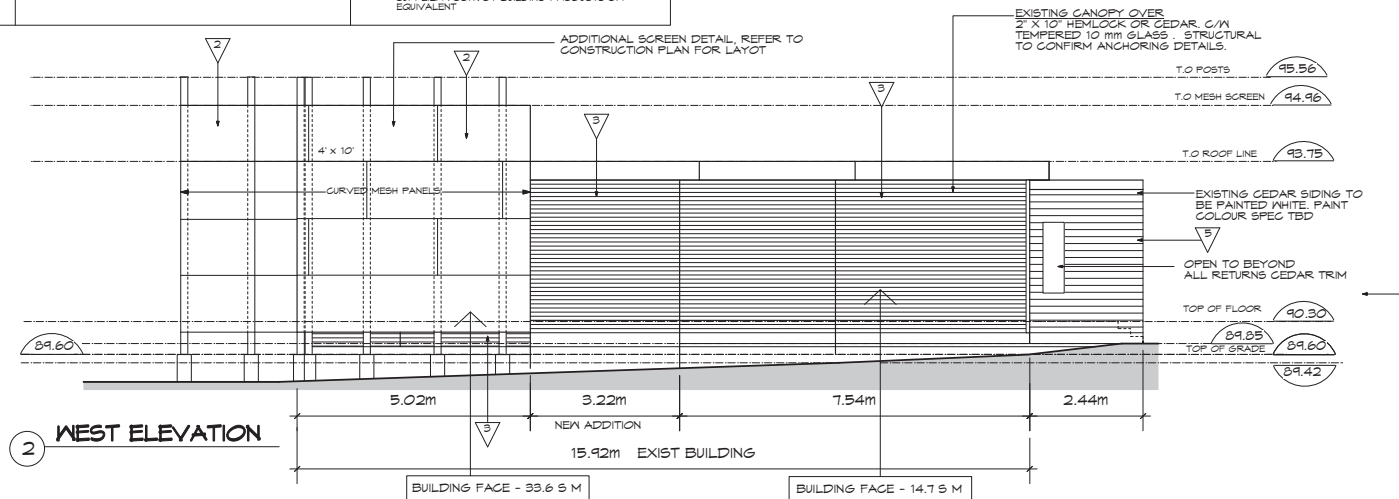 EQUIVALENT
2
ADDITIONAL SCREEN DETAIL, REFER TO
CONSTRUCTION PLAN FOR LAYOT
2
EXISTING CANOPY OVER
2" X 10" HEMLOCK OR CEDAR. C/W
TEMPERED 10 mm GLASS . STRUCTURAL
TO CONFIRM ANCHORING DETAILS.
T.O POSTS 95.56
T.O MESH SCREEN 94.96
3
3
4' x 10'
T.O ROOF LINE 93.75
CURVED MESH PANELS
EXISTING CEDAR SIDING TO
BE PAINTED WHITE. PAINT
COLOUR SPEC TBD
5
OPEN TO BEYOND
ALL RETURNS CEDAR TRIM
TOP OF FLOOR 90.30
89.60
89.85
TOP OF GRADE 89.60
89.42
5.02m 3.22m 7.54m 2.44m
NEW ADDITION
3
2 WEST ELEVATION
15.92m EXIST BUILDING
BUILDING FACE - 33.6 S M
BUILDING FACE - 14.7 S M